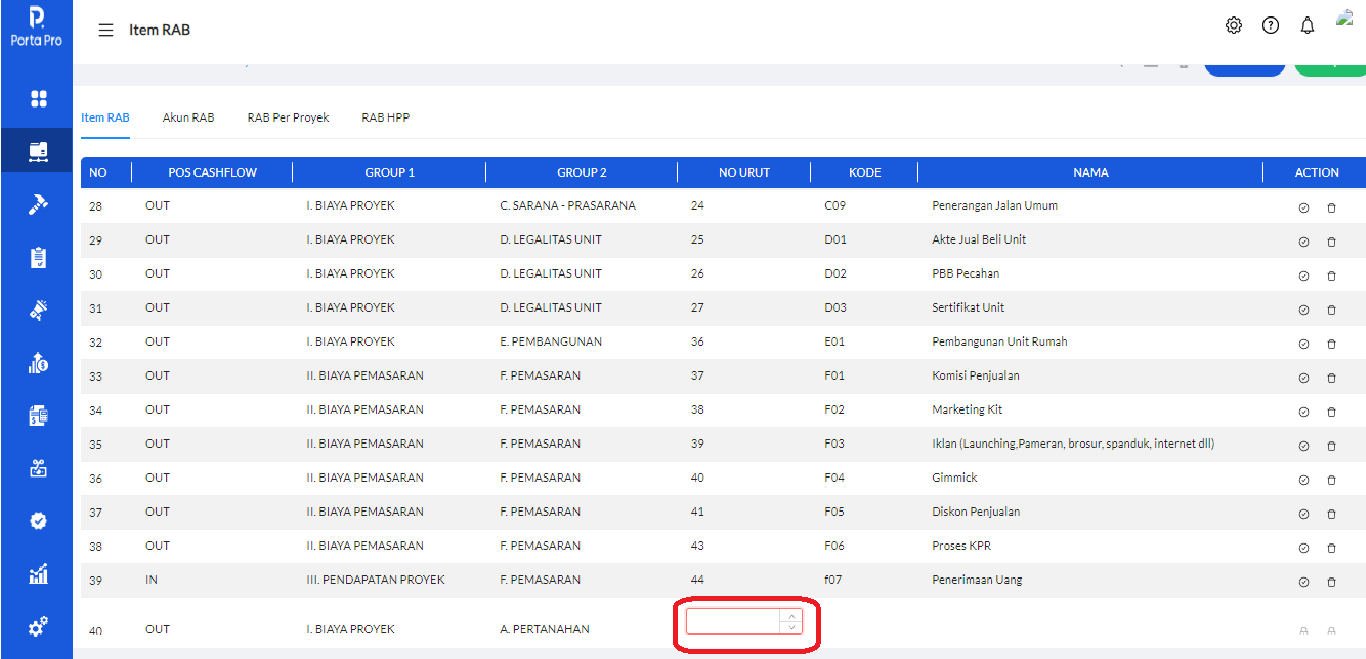 Porta Pro
Item RAB
Item RAB Akun RAB RAB Per Proyek RAB HPP
NO POS CASHFLOW GROUP 1 GROUP 2 NO URUT KODE NAMA ACTION
28 OUT I. BIAYA PROYEK C. SARANA - PRASARANA 24 C09 Penerangan Jalan Umum
29 OUT I. BIAYA PROYEK D. LEGALITAS UNIT 25 D01 Akte Jual Beli Unit
30 OUT I. BIAYA PROYEK D. LEGALITAS UNIT 26 D02 PBB Pecahan
31 OUT I. BIAYA PROYEK D. LEGALITAS UNIT 27 D03 Sertifikat Unit
32 OUT I. BIAYA PROYEK E. PEMBANGUNAN 36 E01 Pembangunan Unit Rumah
33 OUT II. BIAYA PEMASARAN F. PEMASARAN 37 F01 Komisi Penjualan
34 OUT II. BIAYA PEMASARAN F. PEMASARAN 38 F02 Marketing Kit
35 OUT II. BIAYA PEMASARAN F. PEMASARAN 39 F03 Iklan (Launching,Pameran, brosur, spanduk, internet dll)
36 OUT II. BIAYA PEMASARAN F. PEMASARAN 40 F04 Gimmick
37 OUT II. BIAYA PEMASARAN F. PEMASARAN 41 F05 Diskon Penjualan
38 OUT II. BIAYA PEMASARAN F. PEMASARAN 43 F06 Proses KPR
39 IN III. PENDAPATAN PROYEK F. PEMASARAN 44 f07 Penerimaan Uang
40 OUT I. BIAYA PROYEK A. PERTANAHAN